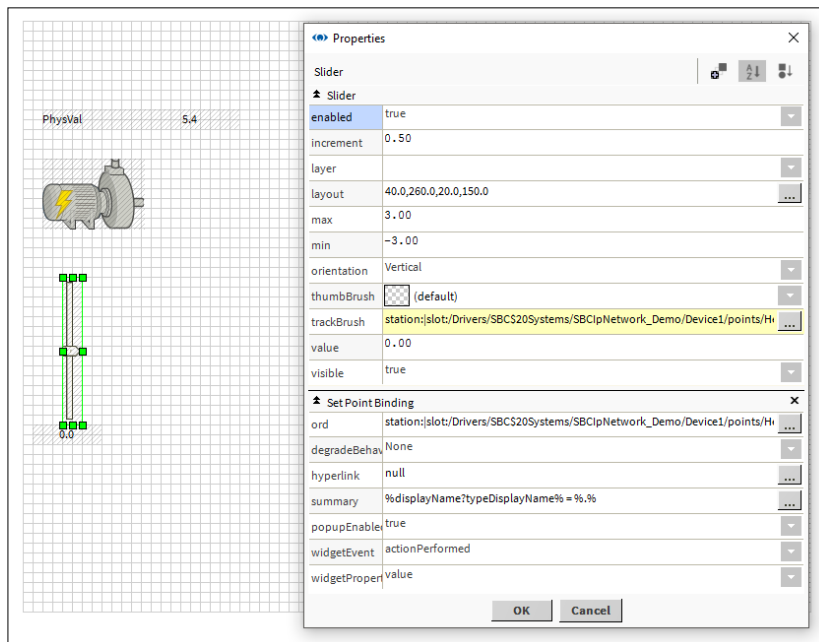 Properties
Slider
Slider
PhysVal 5.4
enabled true
increment 0.50
layer
layout 40.0,260.0,20.0,150.0 ...
max 3.00
min -3.00
orientation Vertical
thumbBrush (default)
trackBrush station:|slot:/Drivers/SBC$20Systems/SBCIpNetwork_Demo/Device1/points/He ...
value 0.00
visible true
Set Point Binding
ord station:|slot:/Drivers/SBC$20Systems/SBCIpNetwork_Demo/Device1/points/He ...
0.0
degradeBehav None
hyperlink null ...
summary %displayName?typeDisplayName% = %.% ...
popupEnable true
widgetEvent actionPerformed
widgetPropert value
OK Cancel